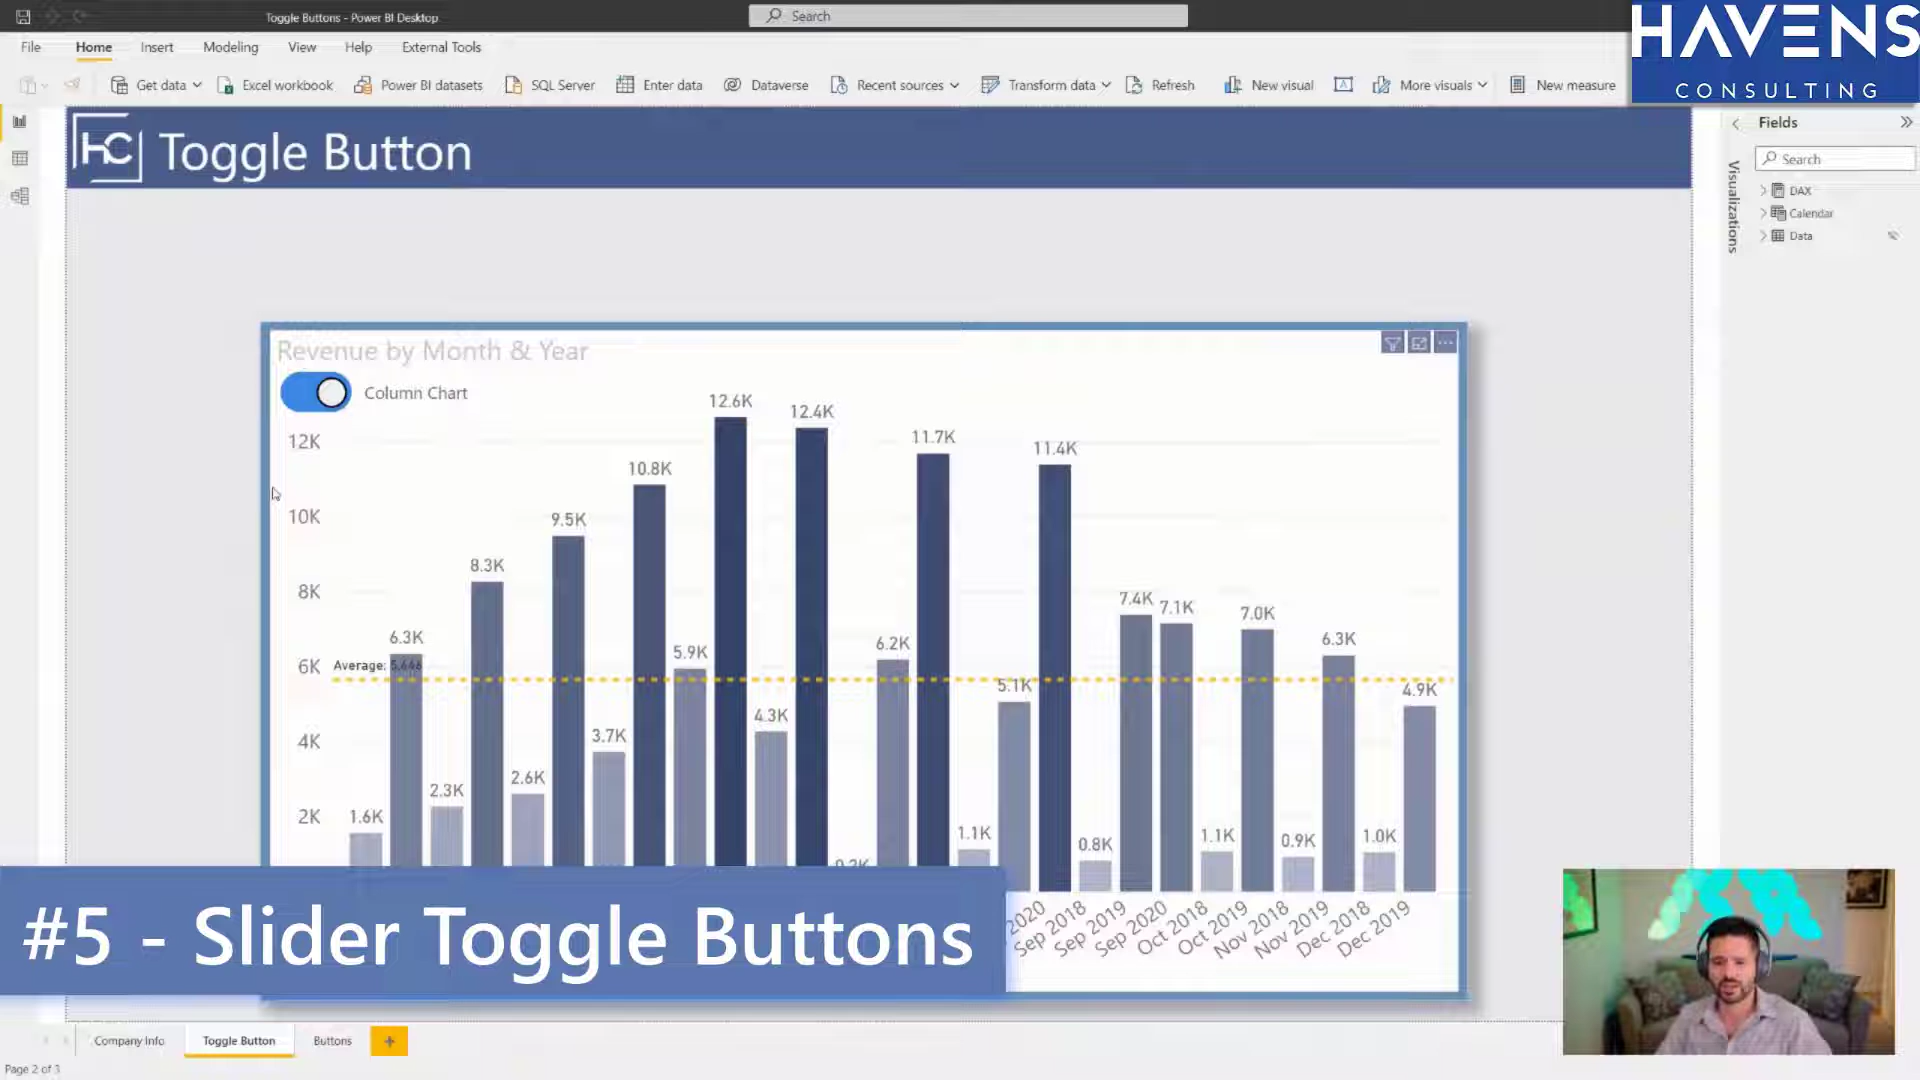 Toggle Buttons - Power BI Desktop
Search
HAVENS
CONSULTING
File Home Insert Modeling View Help External Tools
Get data Excel workbook Power BI datasets SQL Server Enter data Dataverse Recent sources Transform data Refresh New visual More visuals New measure
HC Toggle Button
Fields
Search
Visualizations
DAX
Calendar
Data
Revenue by Month & Year
Column Chart
12K
10K
8K
6K
4K
2K
Average: 5,646
1.6K
6.3K
2.3K
8.3K
2.6K
9.5K
3.7K
10.8K
5.9K
12.6K
4.3K
12.4K
6.2K
11.7K
1.1K
5.1K
11.4K
0.8K
7.4K
7.1K
1.1K
7.0K
0.9K
6.3K
1.0K
4.9K
2020
Sep 2018
Sep 2019
Sep 2020
Oct 2018
Oct 2019
Nov 2018
Nov 2019
Dec 2018
Dec 2019
#5 - Slider Toggle Buttons
Company Info Toggle Button Buttons +
Page 2 of 3